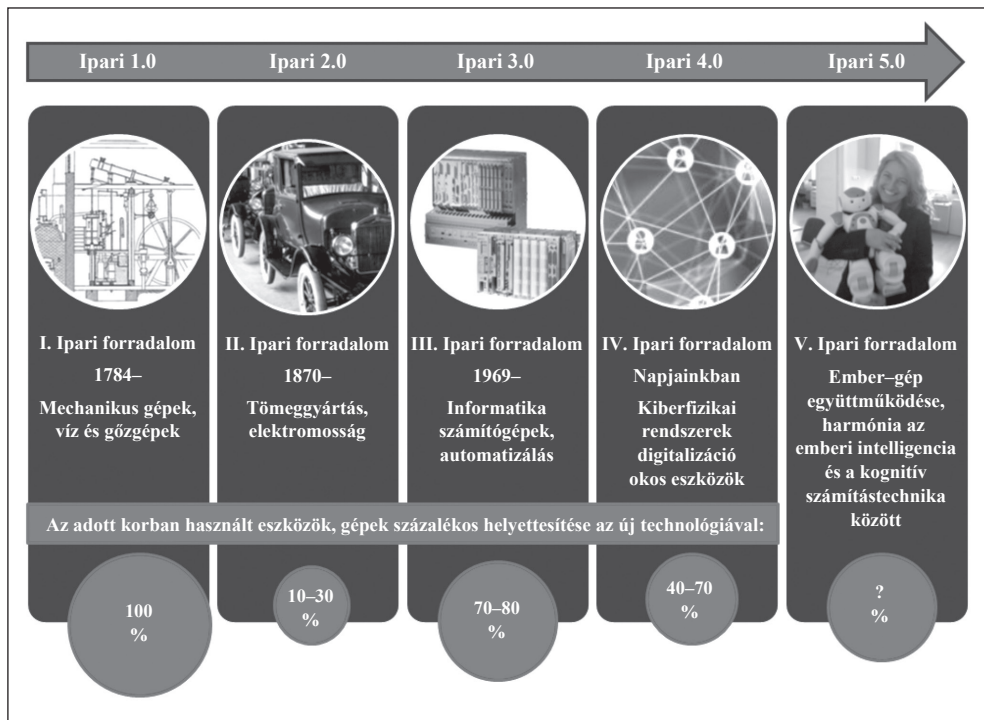 Ipari 1.0
Ipari 2.0
Ipari 3.0
Ipari 4.0
Ipari 5.0
I. Ipari forradalom
1784–
Mechanikus gépek,
víz és gőzgépek
II. Ipari forradalom
1870–
Tömeggyártás,
elektromosság
III. Ipari forradalom
1969–
Informatika
számítógépek,
automatizálás
IV. Ipari forradalom
Napjainkban
Kiberfizikai
rendszerek
digitalizáció
okos eszközök
V. Ipari forradalom
Ember–gép
együttműködése,
harmónia az
emberi intelligencia
és a kognitív
számítástechnika
között
Az adott korban használt eszközök, gépek százalékos helyettesítése az új technológiával:
100
%
10–30
%
70–80
%
40–70
%
?
%